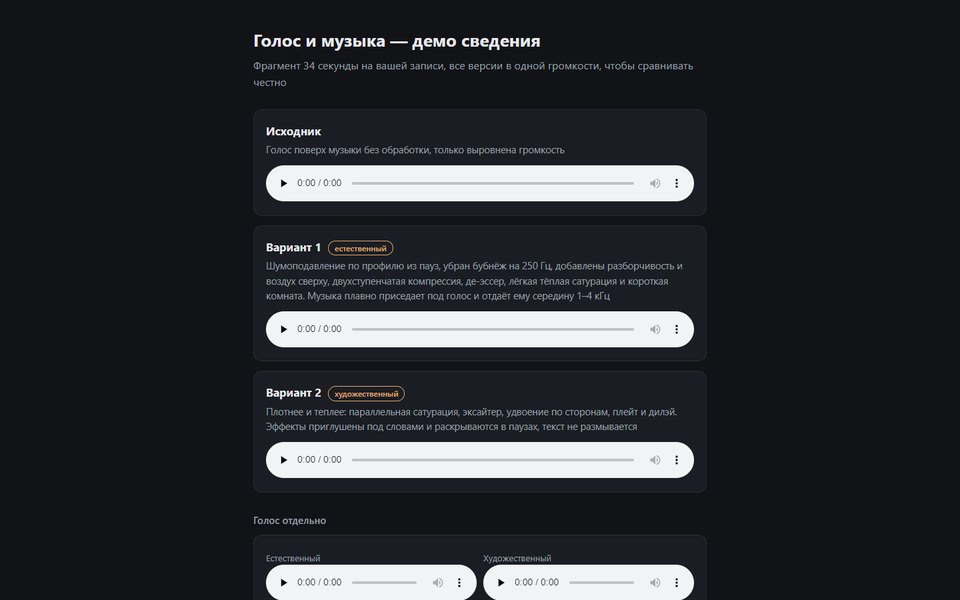 Голос и музыка — демо сведения
Фрагмент 34 секунды на вашей записи, все версии в одной громкости, чтобы сравнивать
честно
Исходник
Голос поверх музыки без обработки, только выровнена громкость
0:00 / 0:00
Вариант 1 естественный
Шумоподавление по профилю из пауз, убран бубнёж на 250 Гц, добавлены разборчивость и
воздух сверху, двухступенчатая компрессия, де-эссер, лёгкая тёплая сатурация и короткая
комната. Музыка плавно приседает под голос и отдаёт ему середину 1–4 кГц
0:00 / 0:00
Вариант 2 художественный
Плотнее и теплее: параллельная сатурация, эксайтер, удвоение по сторонам, плейт и дилэй.
Эффекты приглушены под словами и раскрываются в паузах, текст не размывается
0:00 / 0:00
Голос отдельно
Естественный Художественный
0:00 / 0:00 0:00 / 0:00